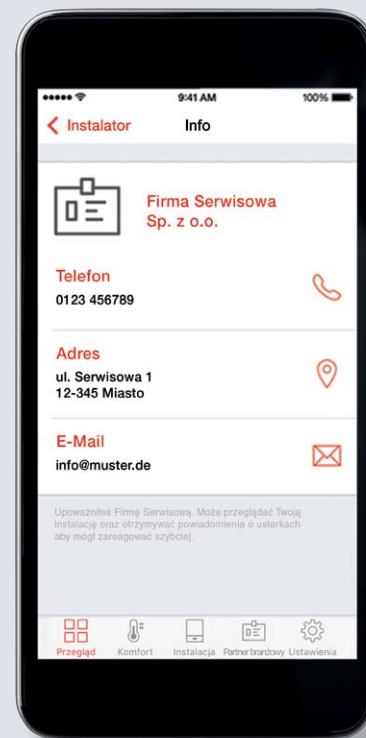 9:41 AM
100%
Instalator
Info
Firma Serwisowa
Sp. z o.o.
Telefon
0123 456789
Adres
ul. Serwisowa 1
12-345 Miasto
E-Mail
info@muster.de
Upoważniłeś Firmę Serwisową. Może przeglądać Twoją
instalację oraz otrzymywać powiadomienia o usterkach
aby mógł zareagować szybciej.
Przegląd Komfort Instalacja Partner branżowy Ustawienia